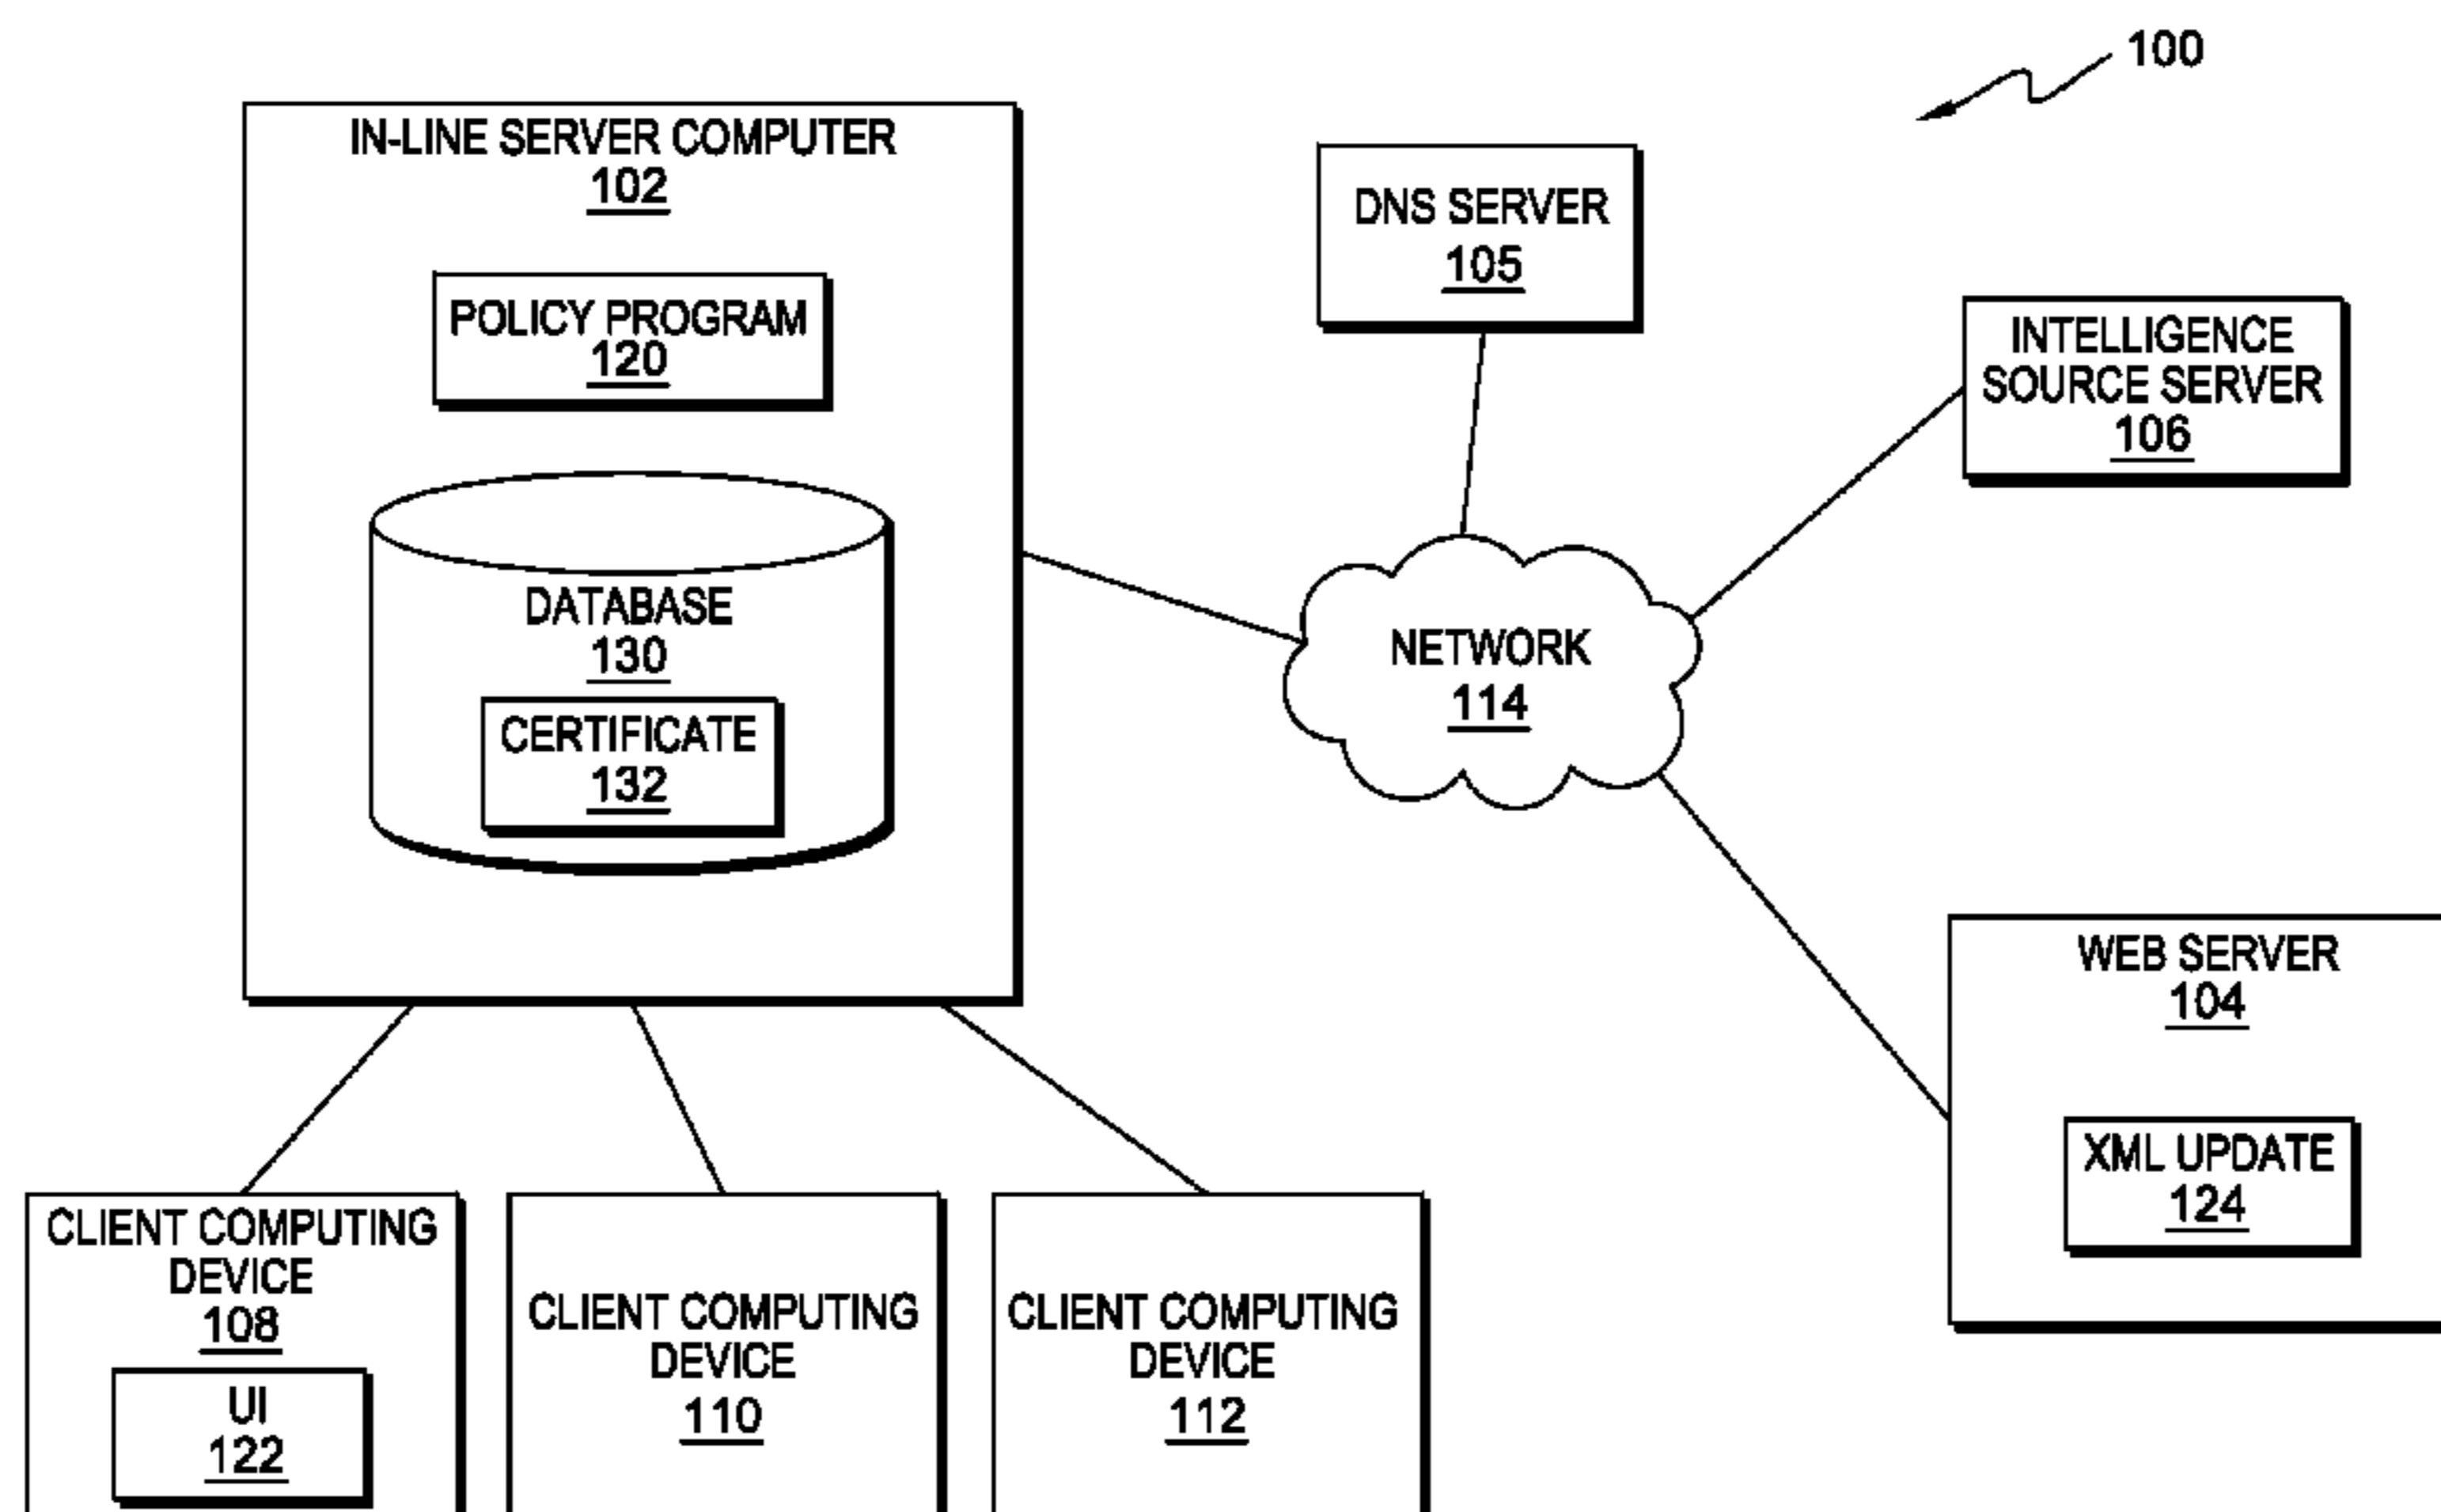 100
IN-LINE SERVER COMPUTER
102
POLICY PROGRAM
120
DATABASE
130
CERTIFICATE
132
DNS SERVER
105
INTELLIGENCE
SOURCE SERVER
106
NETWORK
114
WEB SERVER
104
XML UPDATE
124
CLIENT COMPUTING
DEVICE
108
UI
122
CLIENT COMPUTING
DEVICE
110
CLIENT COMPUTING
DEVICE
112